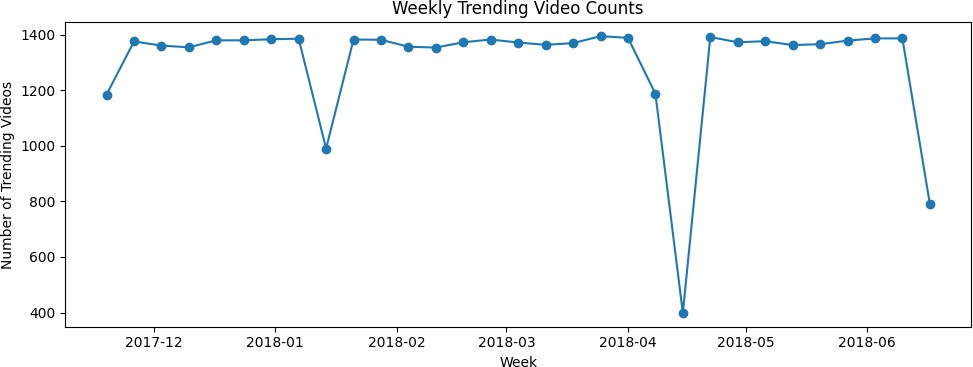 Weekly Trending Video Counts
Number of Trending Videos
1400
1200
1000
800
600
400
2017-12 2018-01 2018-02 2018-03 2018-04 2018-05 2018-06
Week